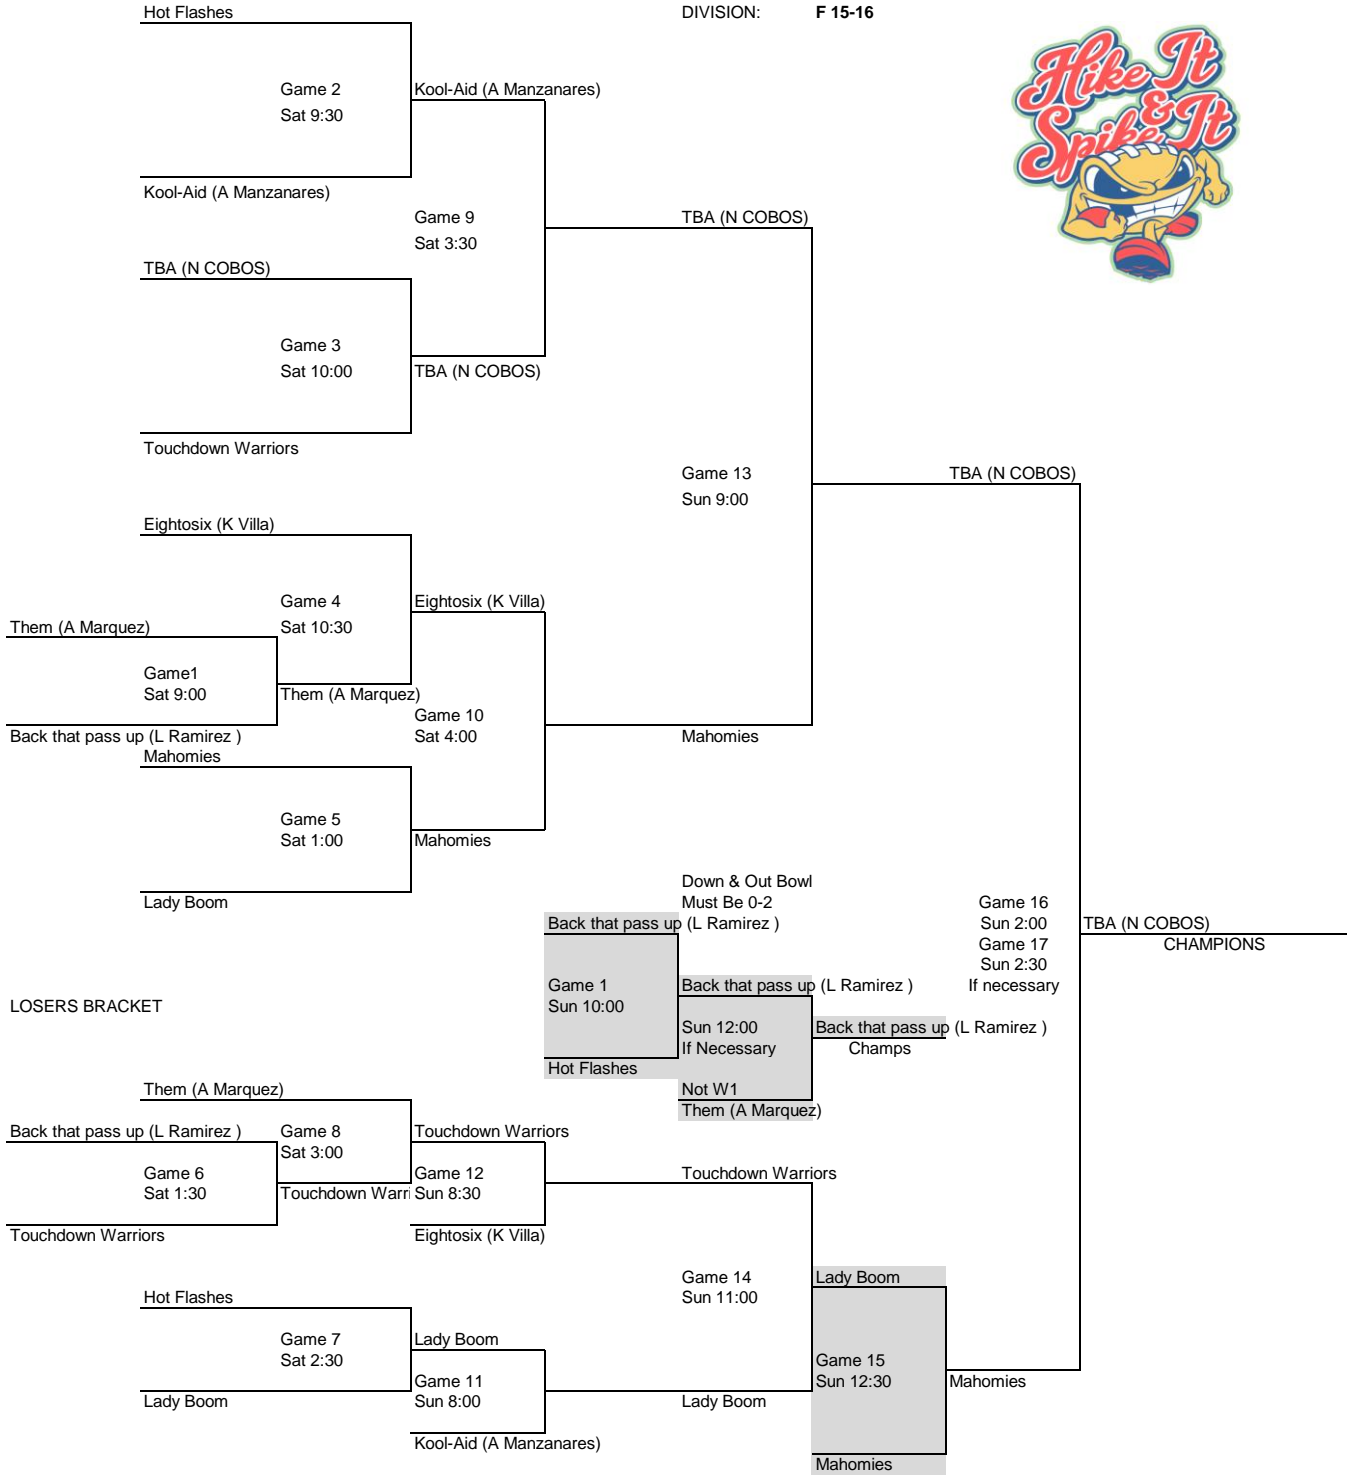 Hot Flashes
DIVISION: F 15-16
Hike It
&
Spike It
Game 2
Kool-Aid (A Manzanares)
Sat 9:30
Kool-Aid (A Manzanares)
Game 9
TBA (N COBOS)
Sat 3:30
TBA (N COBOS)
Game 3
Sat 10:00
TBA (N COBOS)
Touchdown Warriors
Game 13
TBA (N COBOS)
Sun 9:00
Eightosix (K Villa)
Game 4
Eightosix (K Villa)
Them (A Marquez)
Sat 10:30
Game1
Sat 9:00
Them (A Marquez)
Game 10
Back that pass up (L Ramirez )
Sat 4:00
Mahomies
Mahomies
Game 5
Sat 1:00
Mahomies
Down & Out Bowl
Lady Boom
Must Be 0-2
Game 16
Back that pass up (L Ramirez )
Sun 2:00
TBA (N COBOS)
Game 17
CHAMPIONS
Sun 2:30
Game 1
Back that pass up (L Ramirez )
If necessary
LOSERS BRACKET
Sun 10:00
Sun 12:00
Back that pass up (L Ramirez )
If Necessary
Champs
Hot Flashes
Them (A Marquez)
Not W1
Them (A Marquez)
Back that pass up (L Ramirez )
Game 8
Touchdown Warriors
Sat 3:00
Game 6
Game 12
Touchdown Warriors
Sat 1:30
Touchdown Warri
Sun 8:30
Touchdown Warriors
Eightosix (K Villa)
Game 14
Lady Boom
Hot Flashes
Sun 11:00
Game 7
Lady Boom
Sat 2:30
Game 15
Game 11
Sun 12:30
Mahomies
Lady Boom
Sun 8:00
Lady Boom
Kool-Aid (A Manzanares)
Mahomies